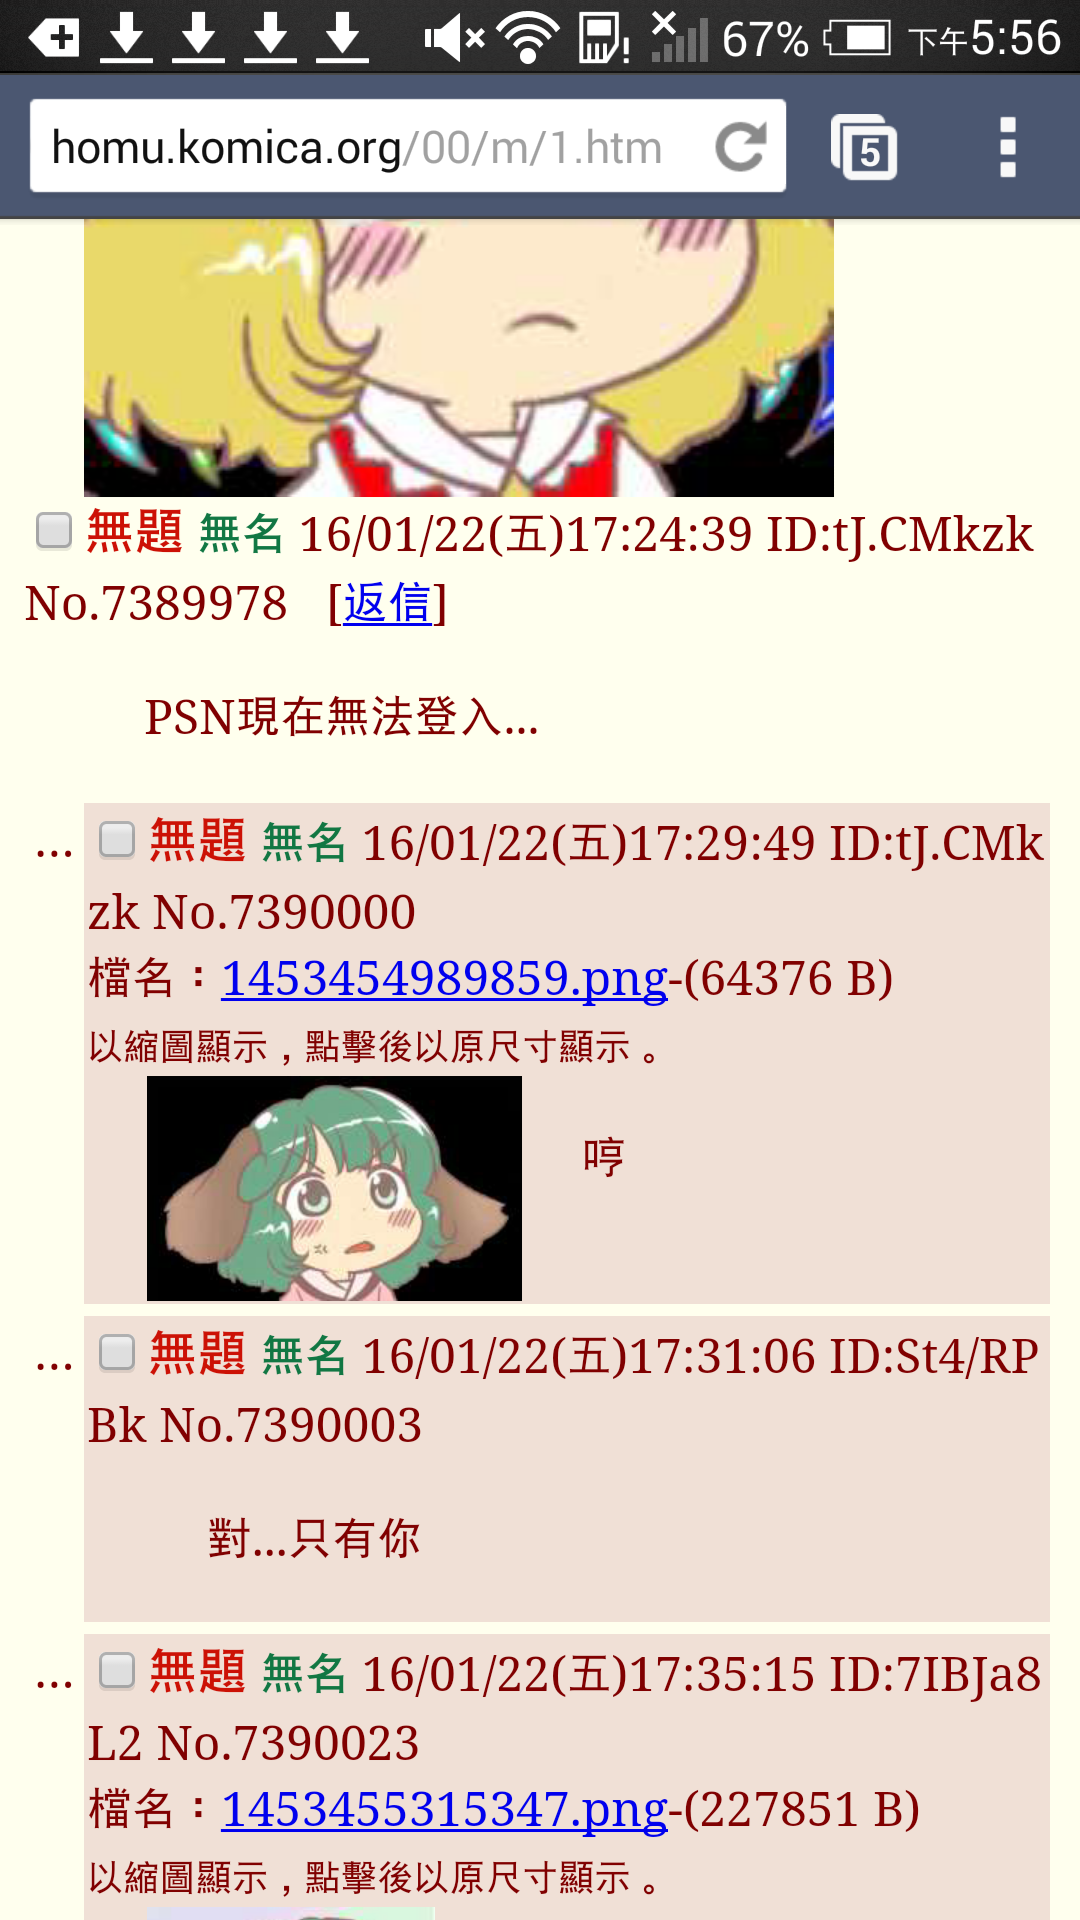 67% 下午5:56
homu.komica.org/00/m/1.htm 5
無題 無名 16/01/22(五)17:24:39 ID:tJ.CMkzk
No.7389978 [返信]
PSN現在無法登入...
... 無題 無名 16/01/22(五)17:29:49 ID:tJ.CMk
zk No.7390000
檔名：1453454989859.png-(64376 B)
以縮圖顯示，點擊後以原尺寸顯示。
哼
... 無題 無名 16/01/22(五)17:31:06 ID:St4/RP
Bk No.7390003
對...只有你
... 無題 無名 16/01/22(五)17:35:15 ID:7IBJa8
L2 No.7390023
檔名：1453455315347.png-(227851 B)
以縮圖顯示，點擊後以原尺寸顯示。